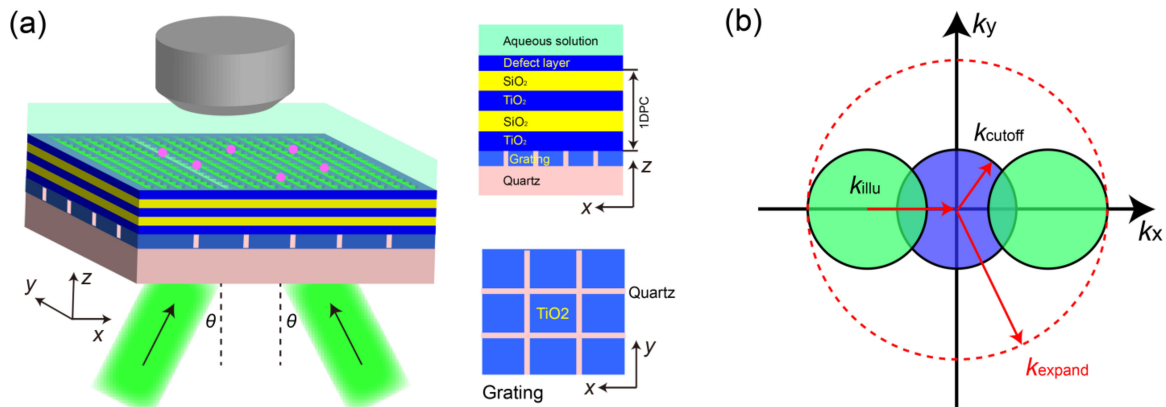 (a)
θ
θ
y
z
x
Aqueous solution
Defect layer
SiO₂
TiO₂
SiO₂
TiO₂
Grating
Quartz
1DPC
z
x
TiO2
Quartz
y
x
Grating
(b)
ky
kcutoff
killu
kx
kexpand